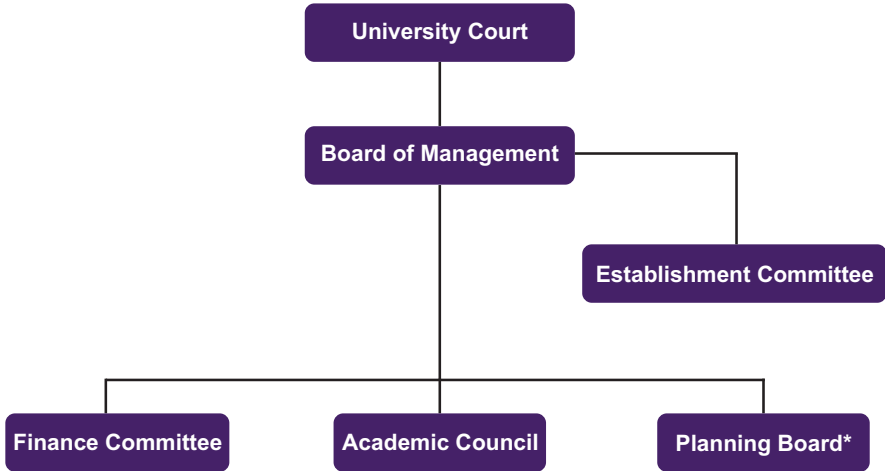 University Court
Board of Management
Establishment Committee
Finance Committee
Academic Council
Planning Board*